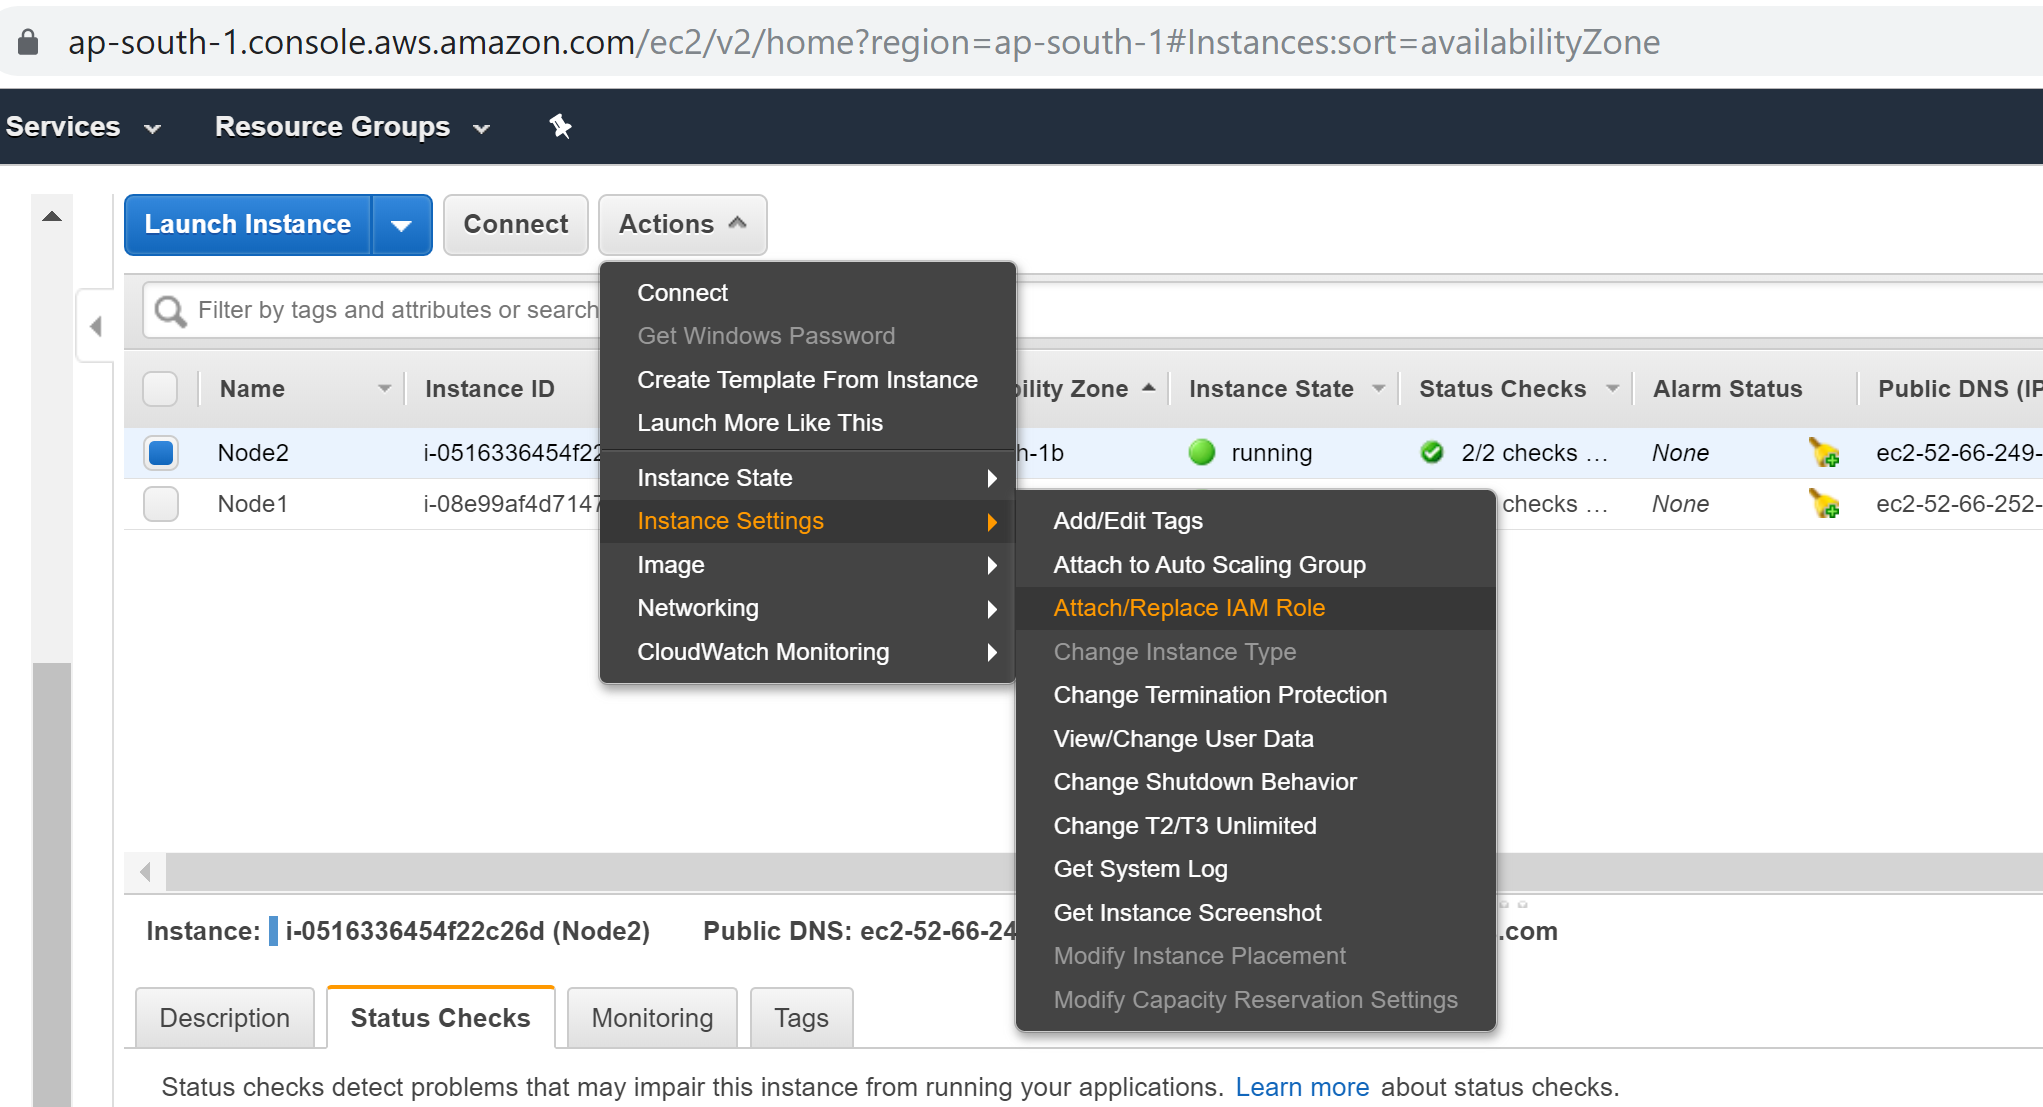 ap-south-1.console.aws.amazon.com/ec2/v2/home?region=ap-south-1#Instances:sort=availabilityZone
Services Resource Groups
Launch Instance Connect Actions
Filter by tags and attributes or search
Connect
Get Windows Password
Create Template From Instance
Launch More Like This
Instance State
Instance Settings
Image
Networking
CloudWatch Monitoring
Add/Edit Tags
Attach to Auto Scaling Group
Attach/Replace IAM Role
Change Instance Type
Change Termination Protection
View/Change User Data
Change Shutdown Behavior
Change T2/T3 Unlimited
Get System Log
Get Instance Screenshot
Modify Instance Placement
Modify Capacity Reservation Settings
Name Instance ID bility Zone Instance State Status Checks Alarm Status Public DNS (IP
Node2 i-0516336454f22 h-1b running 2/2 checks ... None ec2-52-66-249-
Node1 i-08e99af4d7147 checks ... None ec2-52-66-252-
Instance: i-0516336454f22c26d (Node2) Public DNS: ec2-52-66-24 .com
Description Status Checks Monitoring Tags
Status checks detect problems that may impair this instance from running your applications. Learn more about status checks.